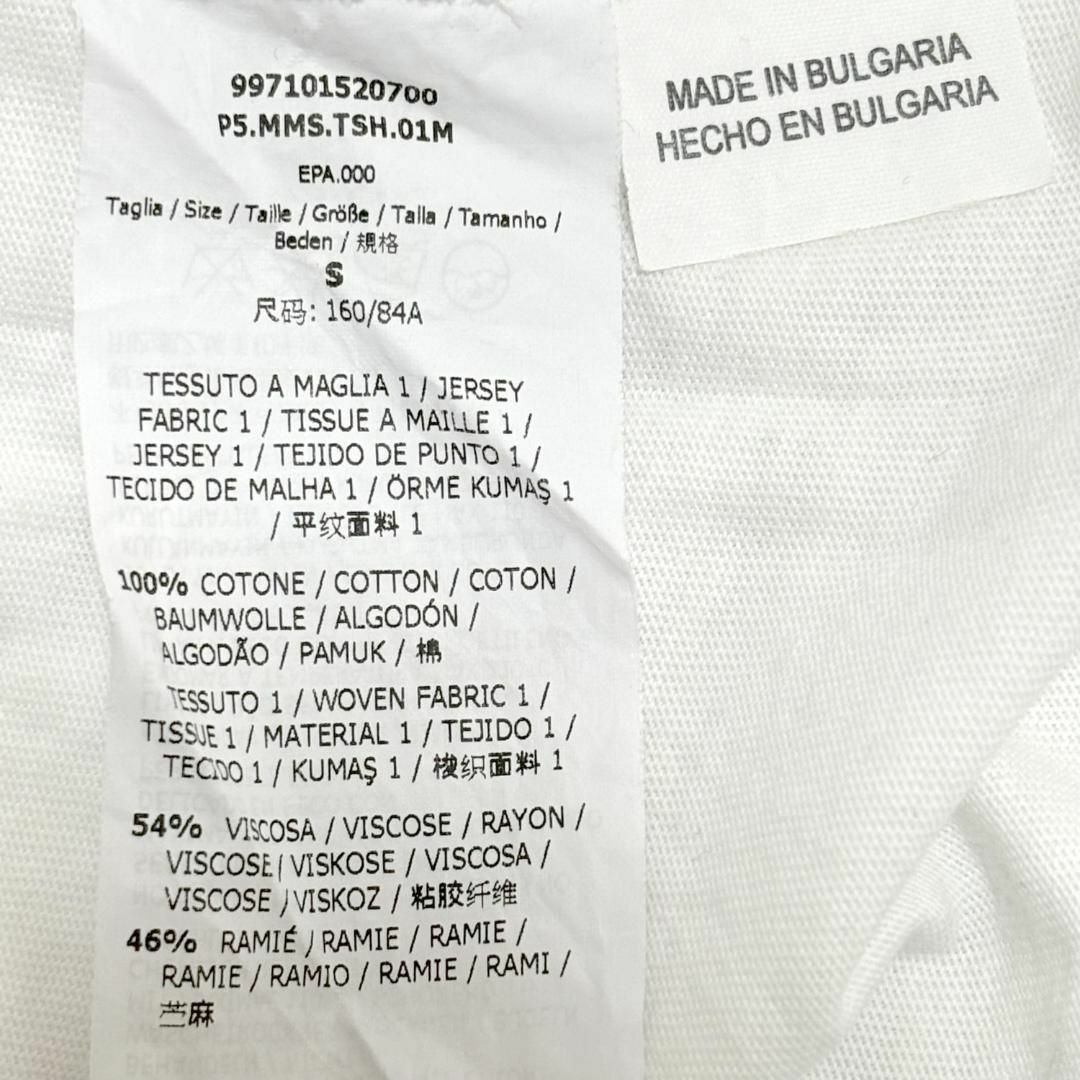 997101520700
P5.MMS.TSH.01M
EPA.000
Taglia / Size / Taille / Größe / Talla / Tamanho /
Beden / 規格
S
尺码: 160/84A
TESSUTO A MAGLIA 1 / JERSEY
FABRIC 1 / TISSUE A MAILLE 1 /
JERSEY 1 / TEJIDO DE PUNTO 1 /
TECIDO DE MALHA 1 / ÖRME KUMAŞ 1
/ 平纹面料 1
100% COTONE / COTTON / COTON /
BAUMWOLLE / ALGODÓN /
ALGODÃO / PAMUK / 棉
TESSUTO 1 / WOVEN FABRIC 1 /
TISSUE 1 / MATERIAL 1 / TEJIDO 1 /
TECIDO 1 / KUMAŞ 1 / 梭织面料 1
54% VISCOSA / VISCOSE / RAYON /
VISCOSE / VISKOSE / VISCOSA /
VISCOSE / VISKOZ / 粘胶纤维
46% RAMIÉ / RAMIE / RAMIE /
RAMIE / RAMIO / RAMIE / RAMI /
苎麻
MADE IN BULGARIA
HECHO EN BULGARIA